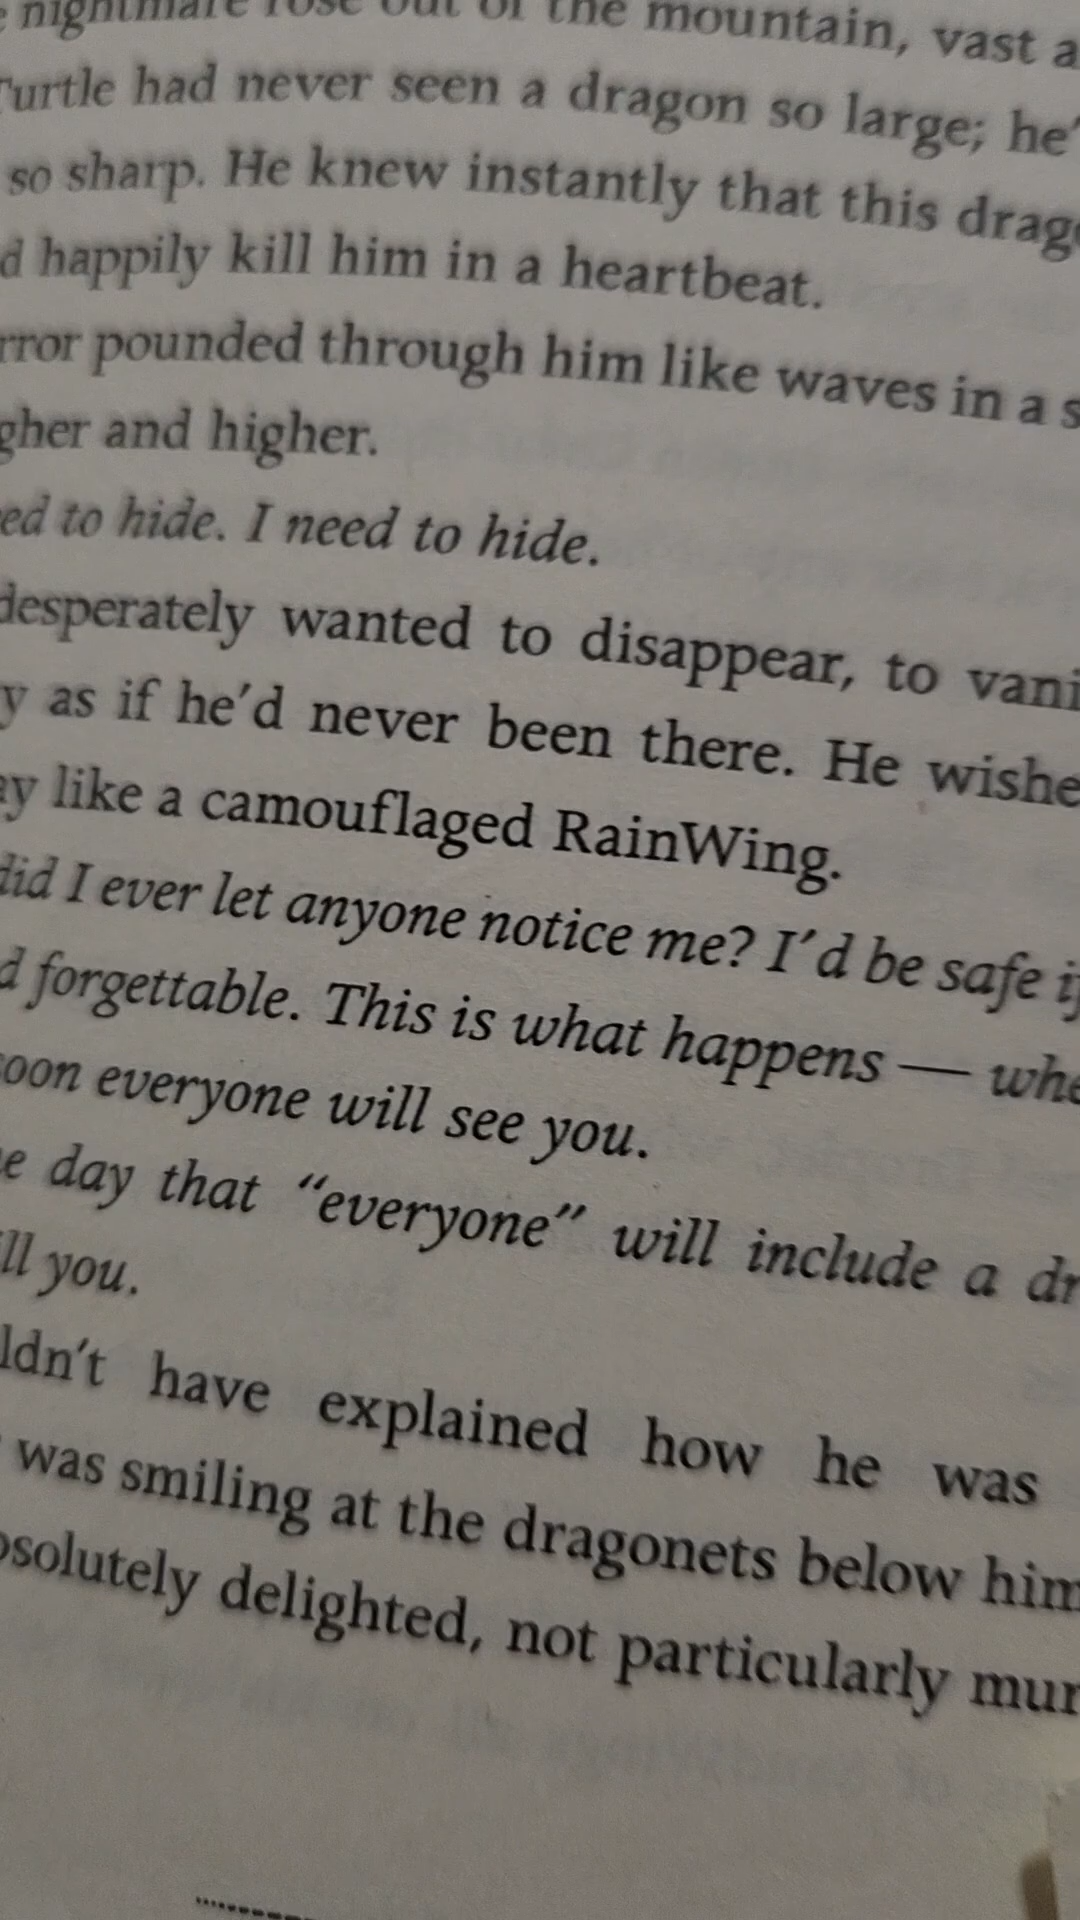 nightmare rose out of the mountain, vast a
Turtle had never seen a dragon so large; he'
so sharp. He knew instantly that this drag
d happily kill him in a heartbeat.
rror pounded through him like waves in a s
gher and higher.
ed to hide. I need to hide.
desperately wanted to disappear, to vani
y as if he'd never been there. He wishe
ay like a camouflaged RainWing.
did I ever let anyone notice me? I'd be safe if
d forgettable. This is what happens — whe
soon everyone will see you.
e day that “everyone” will include a dr
ll you.
ldn't have explained how he was
was smiling at the dragonets below him
bsolutely delighted, not particularly mur